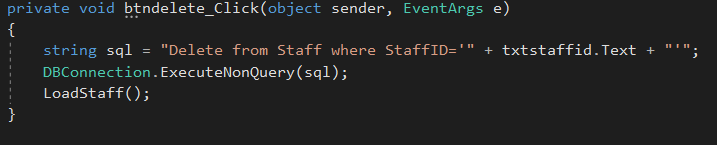 private void btndelete_Click(object sender, EventArgs e)
{
string sql = "Delete from Staff where StaffID='" + txtstaffid.Text + "'";
DBConnection.ExecuteNonQuery(sql);
LoadStaff();
}